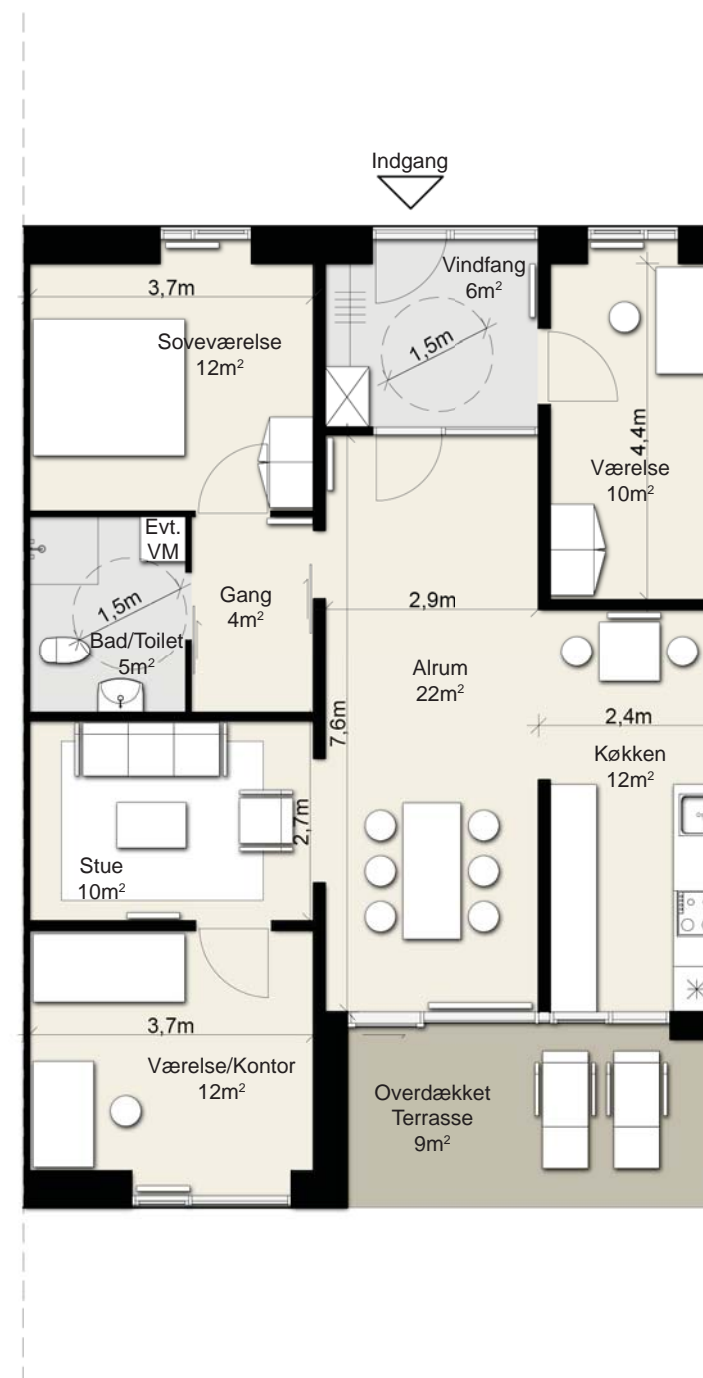 Indgang
Vindfang
6m²
3,7m
Soveværelse
12m²
1,5m
4,4m
Værelse
10m²
Evt.
VM
Gang
4m²
1,5m
Bad/Toilet
5m²
2,9m
Alrum
22m²
7,6m
2,4m
Køkken
12m²
2,7m
Stue
10m²
3,7m
Værelse/Kontor
12m²
Overdækket
Terrasse
9m²